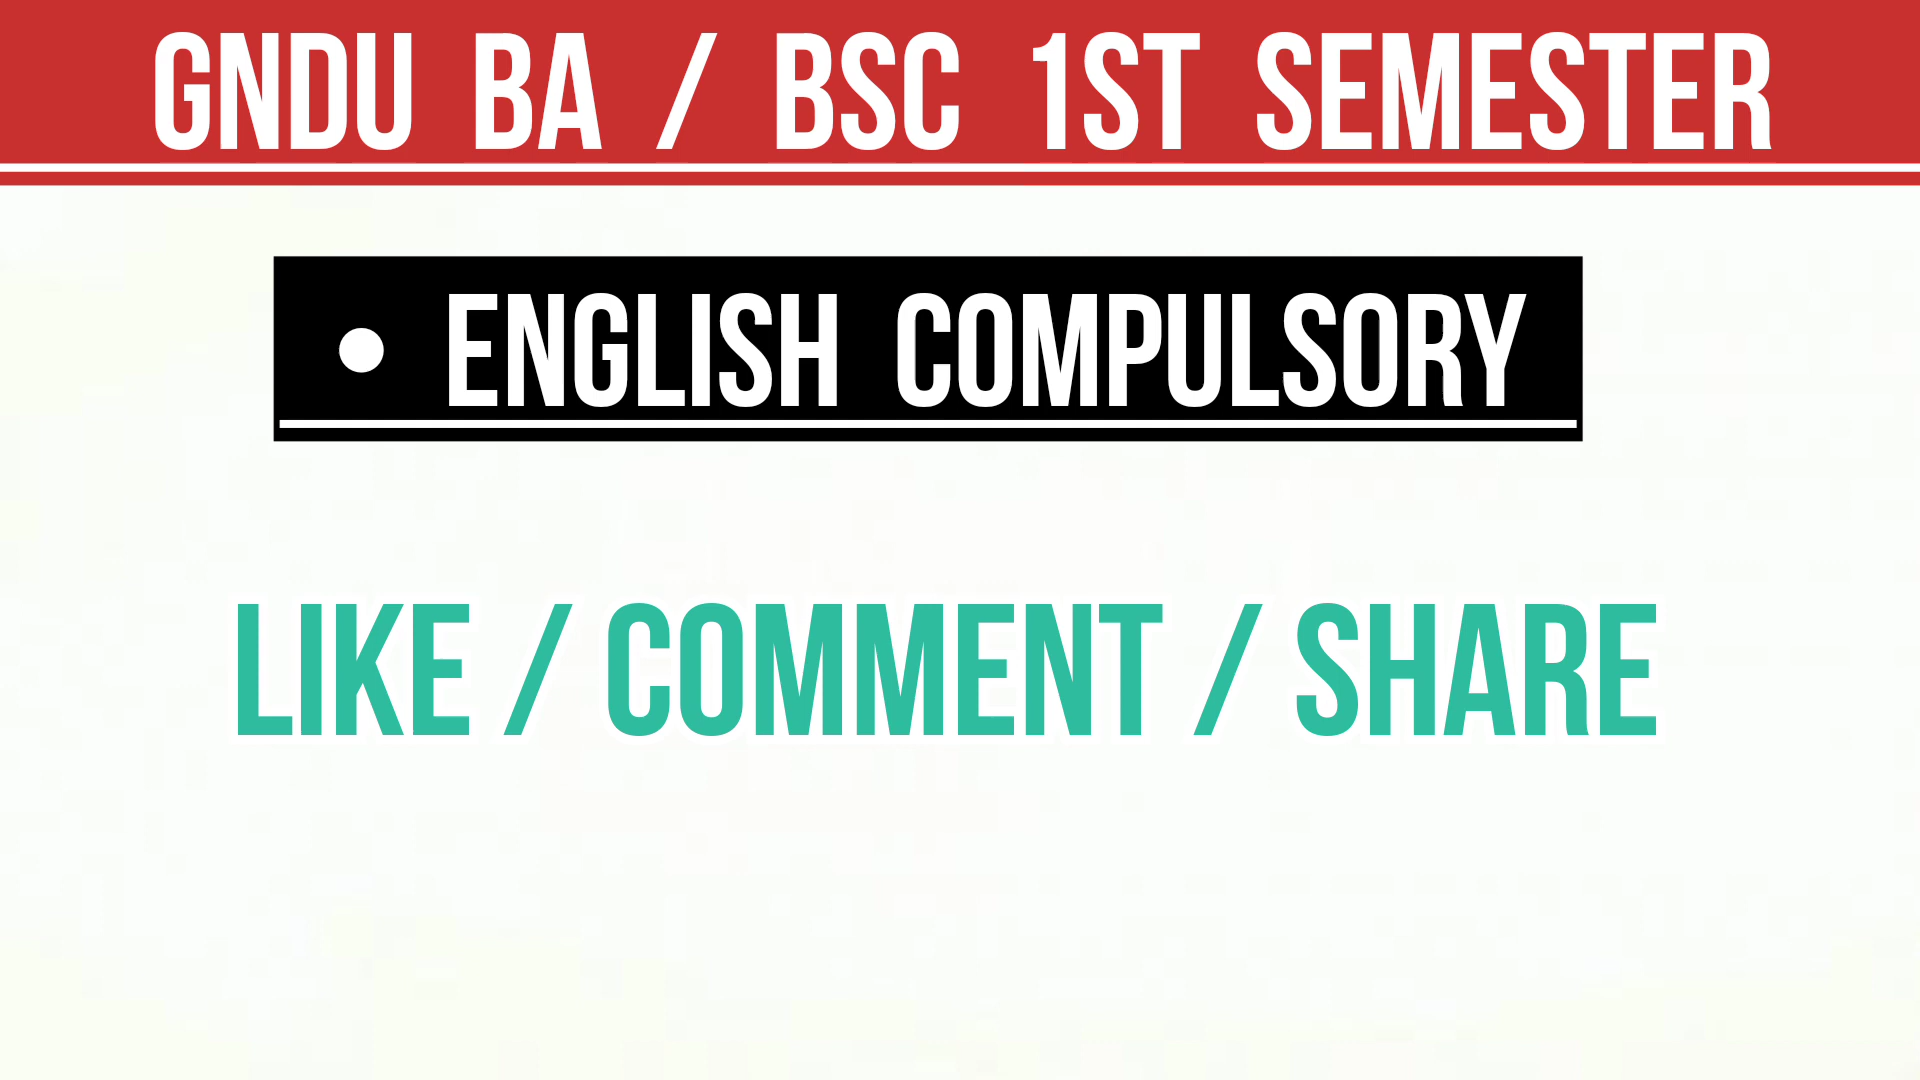 GNDU BA / BSC 1ST SEMESTER
• ENGLISH COMPULSORY
LIKE / COMMENT / SHARE